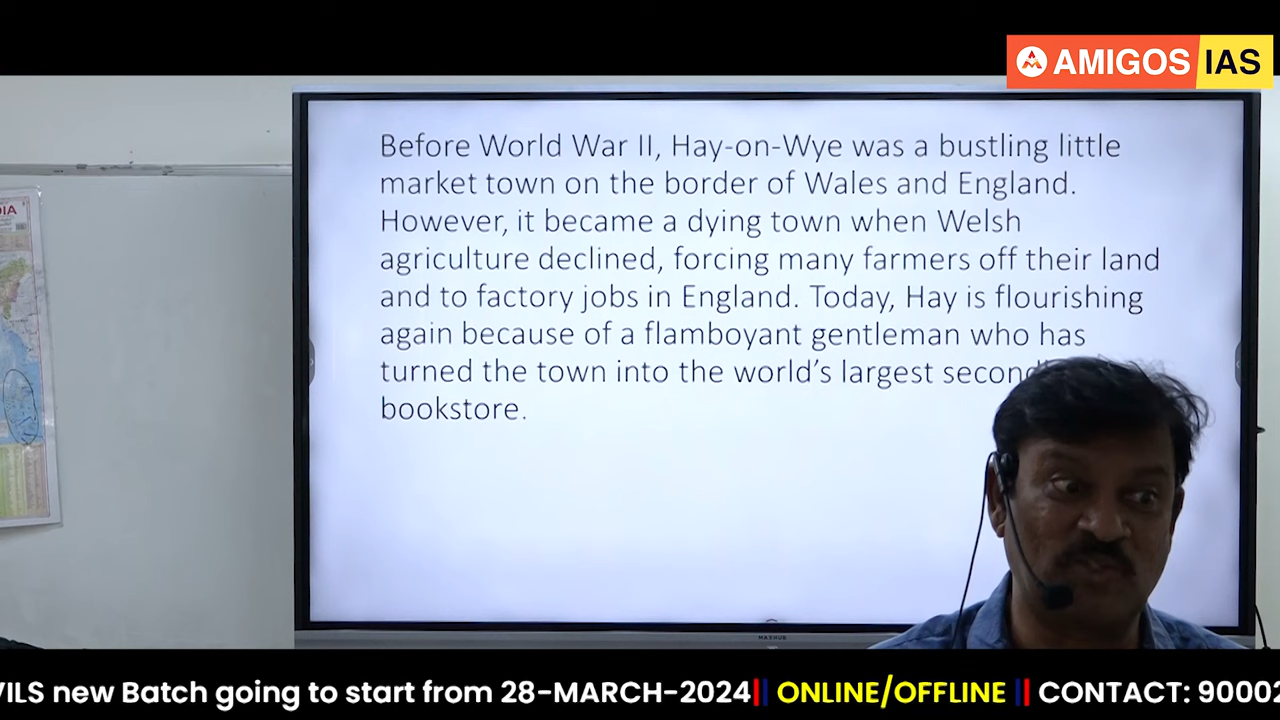 AMIGOS IAS
Before World War II, Hay-on-Wye was a bustling little
market town on the border of Wales and England.
However, it became a dying town when Welsh
agriculture declined, forcing many farmers off their land
and to factory jobs in England. Today, Hay is flourishing
again because of a flamboyant gentleman who has
turned the town into the world's largest
bookstore.
MAXHUB
VILS new Batch going to start from 28-MARCH-2024|| ONLINE/OFFLINE || CONTACT: 9000